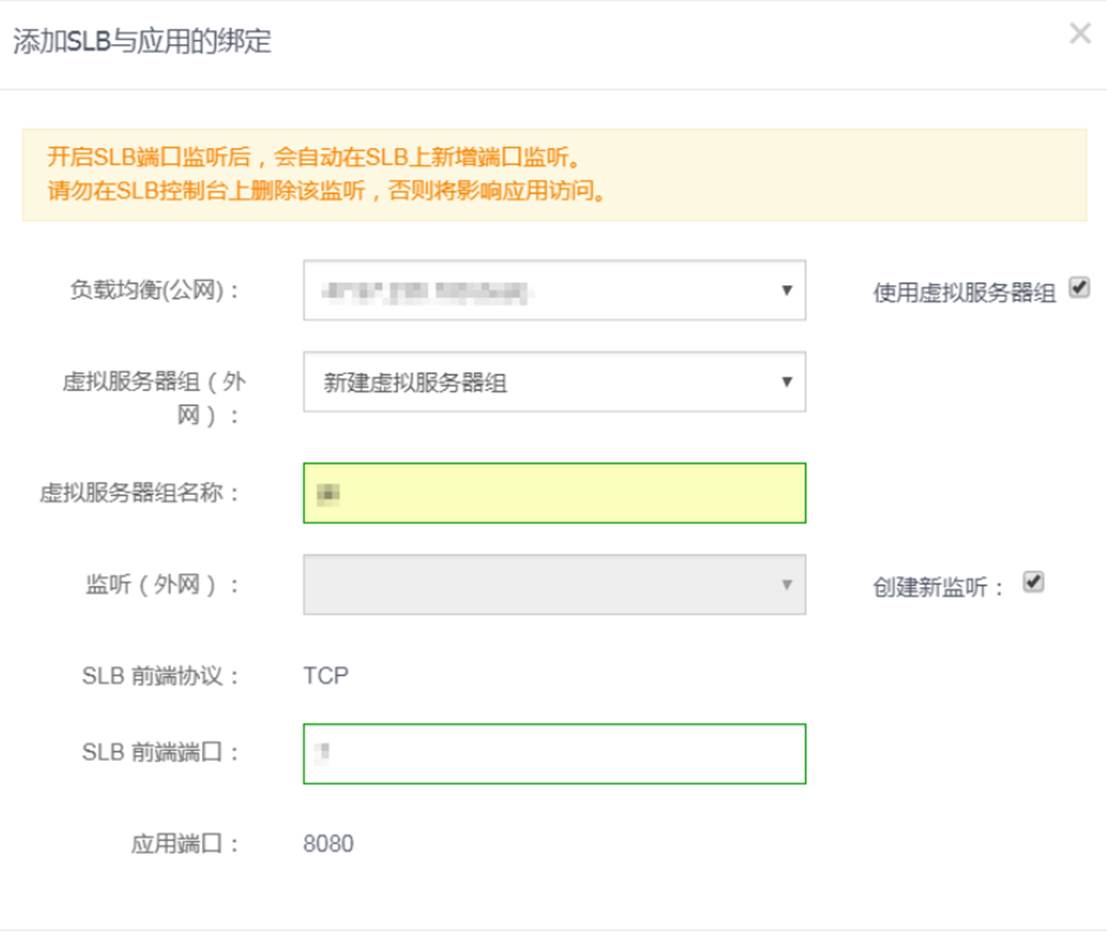 添加SLB与应用的绑定
开启SLB端口监听后，会自动在SLB上新增端口监听。
请勿在SLB控制台上删除该监听，否则将影响应用访问。
负载均衡(公网)：
使用虚拟服务器组
虚拟服务器组（外
网）：
新建虚拟服务器组
虚拟服务器组名称：
监听（外网）：
创建新监听：
SLB 前端协议：
TCP
SLB 前端端口：
应用端口：
8080